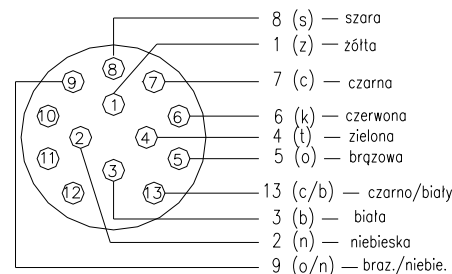 8 (s) — szara
1 (z) — żółta
7 (c) — czarna
6 (k) — czerwona
4 (t) — zielona
5 (o) — brązowa
13 (c/b) — czarno/biały
3 (b) — biała
2 (n) — niebieska
9 (o/n) — braz./niebie.
8
9
7
1
10
6
2
4
11
5
3
12
13